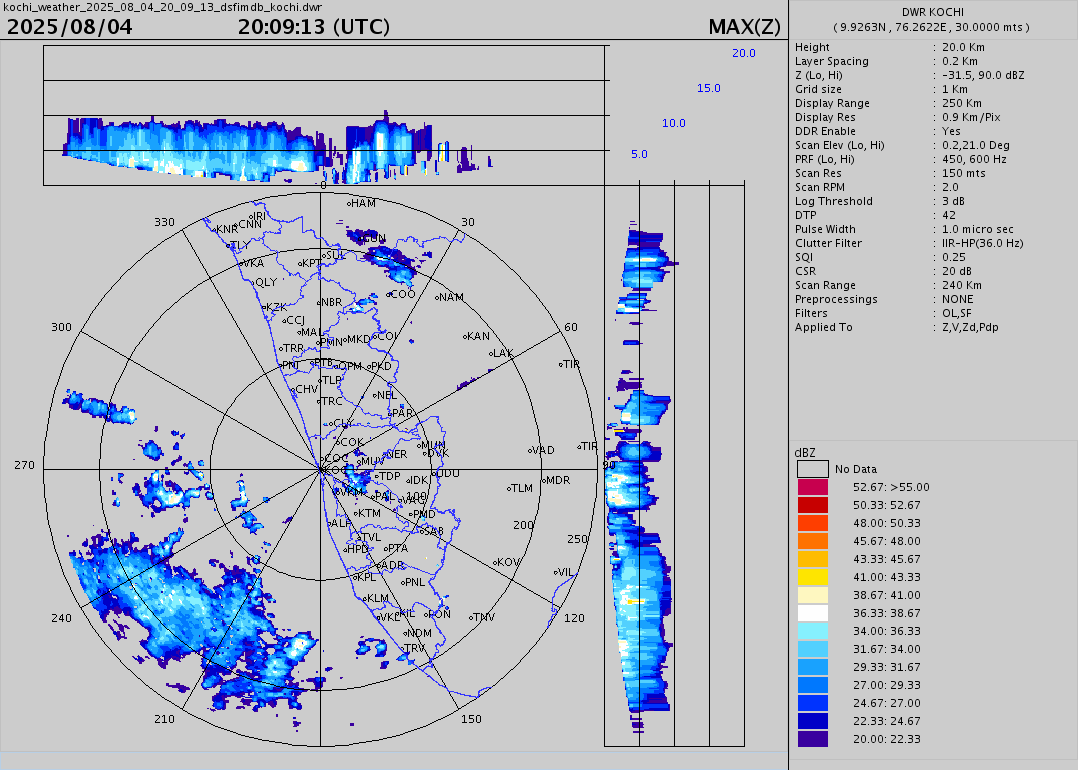 kochi_weather_2025_08_04_20_09_13_dsfimdb_kochi.dwr
2025/08/04 20:09:13 (UTC) MAX(Z)
20.0
15.0
10.0
5.0
0
DWR KOCHI
( 9.9263N , 76.2622E , 30.0000 mts )
Height : 20.0 Km
Layer Spacing : 0.2 Km
Z (Lo, Hi) : −31.5, 90.0 dBZ
Grid size : 1 Km
Display Range : 250 Km
Display Res : 0.9 Km/Pix
DDR Enable : Yes
Scan Elev (Lo, Hi) : 0.2,21.0 Deg
PRF (Lo, Hi) : 450, 600 Hz
Scan Res : 150 mts
Scan RPM : 2.0
Log Threshold : 3 dB
DTP : 42
Pulse Width : 1.0 micro sec
Clutter Filter : IIR-HP(36.0 Hz)
SQI : 0.25
CSR : 20 dB
Scan Range : 240 Km
Preprocessings : NONE
Filters : OL,SF
Applied To : Z,V,Zd,Pdp
HAM
IRI
330 KNR CNN 30
GUN
TLY
VKA KPT SUL
QLY
COO NAM
KZK NBR
CCJ
300 MAL 60
PMN MKD COI KAN
TRR LAK
PNI PTB OPM PKD TIR
TLP
CHV NEL
TRC
PAR
CLY
COK MUN TIR
NER DVK VAD
COC MUV
270 KOC 90
TDP UDU
IDK MDR
VKM TLM
PAL 100
VAG
KTM PMD
ALP 200
SAB
TVL 250
HPD PTA
ADR KOV
VIL
KPL PNL
KLM
240 VKL KIL PON TNV 120
NDM
TRV
210 150
dBZ
No Data
52.67: >55.00
50.33: 52.67
48.00: 50.33
45.67: 48.00
43.33: 45.67
41.00: 43.33
38.67: 41.00
36.33: 38.67
34.00: 36.33
31.67: 34.00
29.33: 31.67
27.00: 29.33
24.67: 27.00
22.33: 24.67
20.00: 22.33